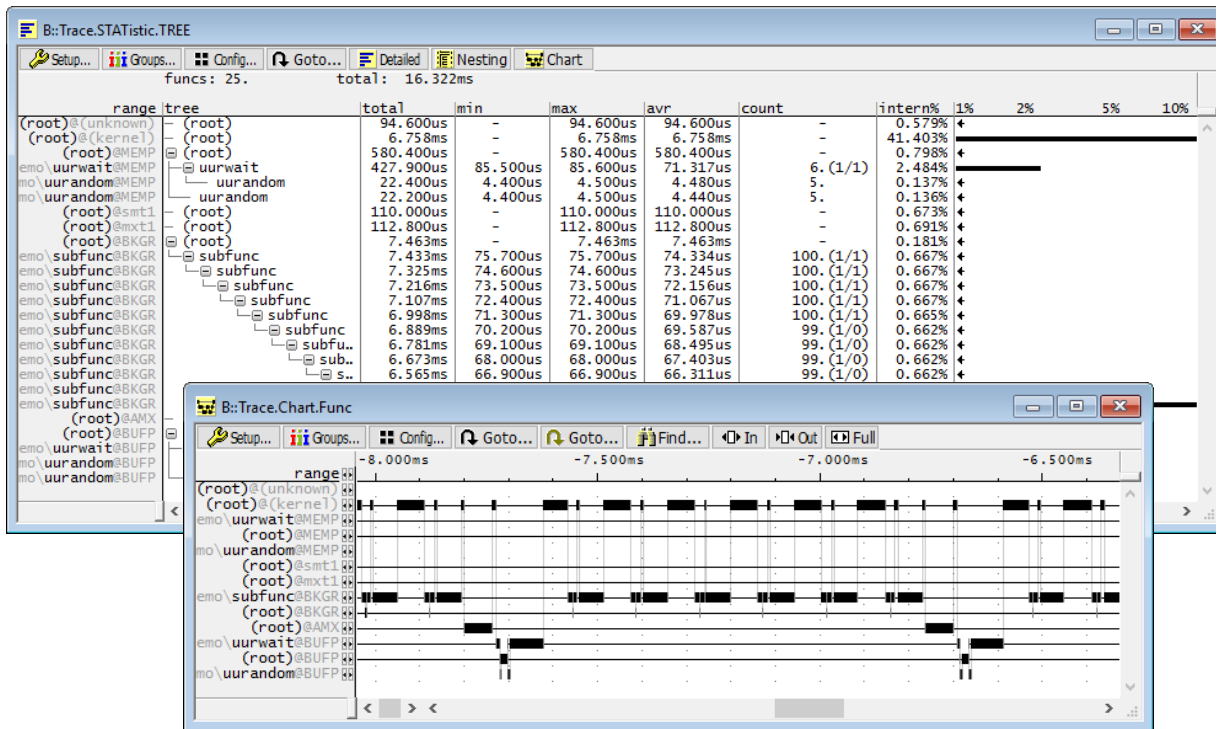 B::Trace.STATistic.TREE
Setup... Groups... Config... Goto... Detailed Nesting Chart
funcs: 25. total: 16.322ms
range tree total min max avr count intern% 1% 2% 5% 10%
(root)@(unknown) (root) 94.600us - 94.600us 94.600us - 0.579%
(root)@(kernel) (root) 6.758ms - 6.758ms 6.758ms - 41.403%
(root)@MEMP (root) 580.400us - 580.400us 580.400us - 0.798%
emo\uurwait@MEMP uurwait 427.900us 85.500us 85.600us 71.317us 6.(1/1) 2.484%
mo\uurandom@MEMP uurandom 22.400us 4.400us 4.500us 4.480us 5. 0.137%
mo\uurandom@MEMP uurandom 22.200us 4.400us 4.500us 4.440us 5. 0.136%
(root)@smt1 (root) 110.000us - 110.000us 110.000us - 0.673%
(root)@mxt1 (root) 112.800us - 112.800us 112.800us - 0.691%
(root)@BKGR (root) 7.463ms - 7.463ms 7.463ms - 0.181%
emo\subfunc@BKGR subfunc 7.433ms 75.700us 75.700us 74.334us 100.(1/1) 0.667%
emo\subfunc@BKGR subfunc 7.325ms 74.600us 74.600us 73.245us 100.(1/1) 0.667%
emo\subfunc@BKGR subfunc 7.216ms 73.500us 73.500us 72.156us 100.(1/1) 0.667%
emo\subfunc@BKGR subfunc 7.107ms 72.400us 72.400us 71.067us 100.(1/1) 0.667%
emo\subfunc@BKGR subfunc 6.998ms 71.300us 71.300us 69.978us 100.(1/1) 0.665%
emo\subfunc@BKGR subfunc 6.889ms 70.200us 70.200us 69.587us 99.(1/0) 0.662%
emo\subfunc@BKGR subfu.. 6.781ms 69.100us 69.100us 68.495us 99.(1/0) 0.662%
emo\subfunc@BKGR sub.. 6.673ms 68.000us 68.000us 67.403us 99.(1/0) 0.662%
emo\subfunc@BKGR s.. 6.565ms 66.900us 66.900us 66.311us 99.(1/0) 0.662%
emo\subfunc@BKGR
emo\subfunc@BKGR
(root)@AMX
(root)@BUFP
emo\uurwait@BUFP
mo\uurandom@BUFP
mo\uurandom@BUFP
B::Trace.Chart.Func
Setup... Groups... Config... Goto... Goto... Find... In Out Full
-8.000ms -7.500ms -7.000ms -6.500ms
range
(root)@(unknown)
(root)@(kernel)
emo\uurwait@MEMP
(root)@MEMP
mo\uurandom@MEMP
(root)@smt1
(root)@mxt1
emo\subfunc@BKGR
(root)@BKGR
(root)@AMX
emo\uurwait@BUFP
(root)@BUFP
mo\uurandom@BUFP